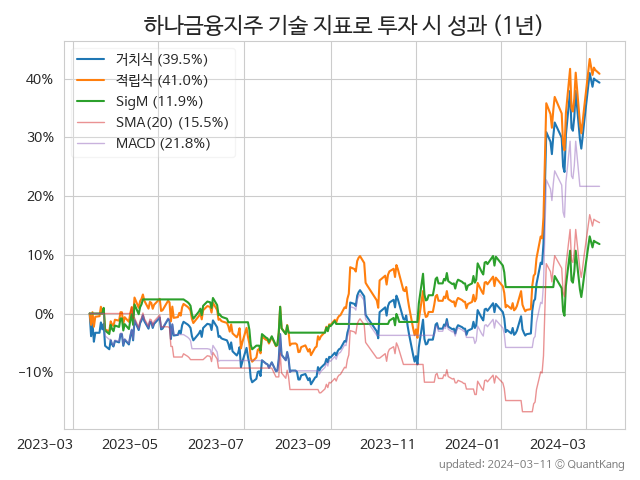 하나금융지주 기술 지표로 투자 시 성과 (1년)
거치식 (39.5%)
적립식 (41.0%)
SigM (11.9%)
SMA(20) (15.5%)
MACD (21.8%)
40%
30%
20%
10%
0%
−10%
2023-03 2023-05 2023-07 2023-09 2023-11 2024-01 2024-03
updated: 2024-03-11 © QuantKang